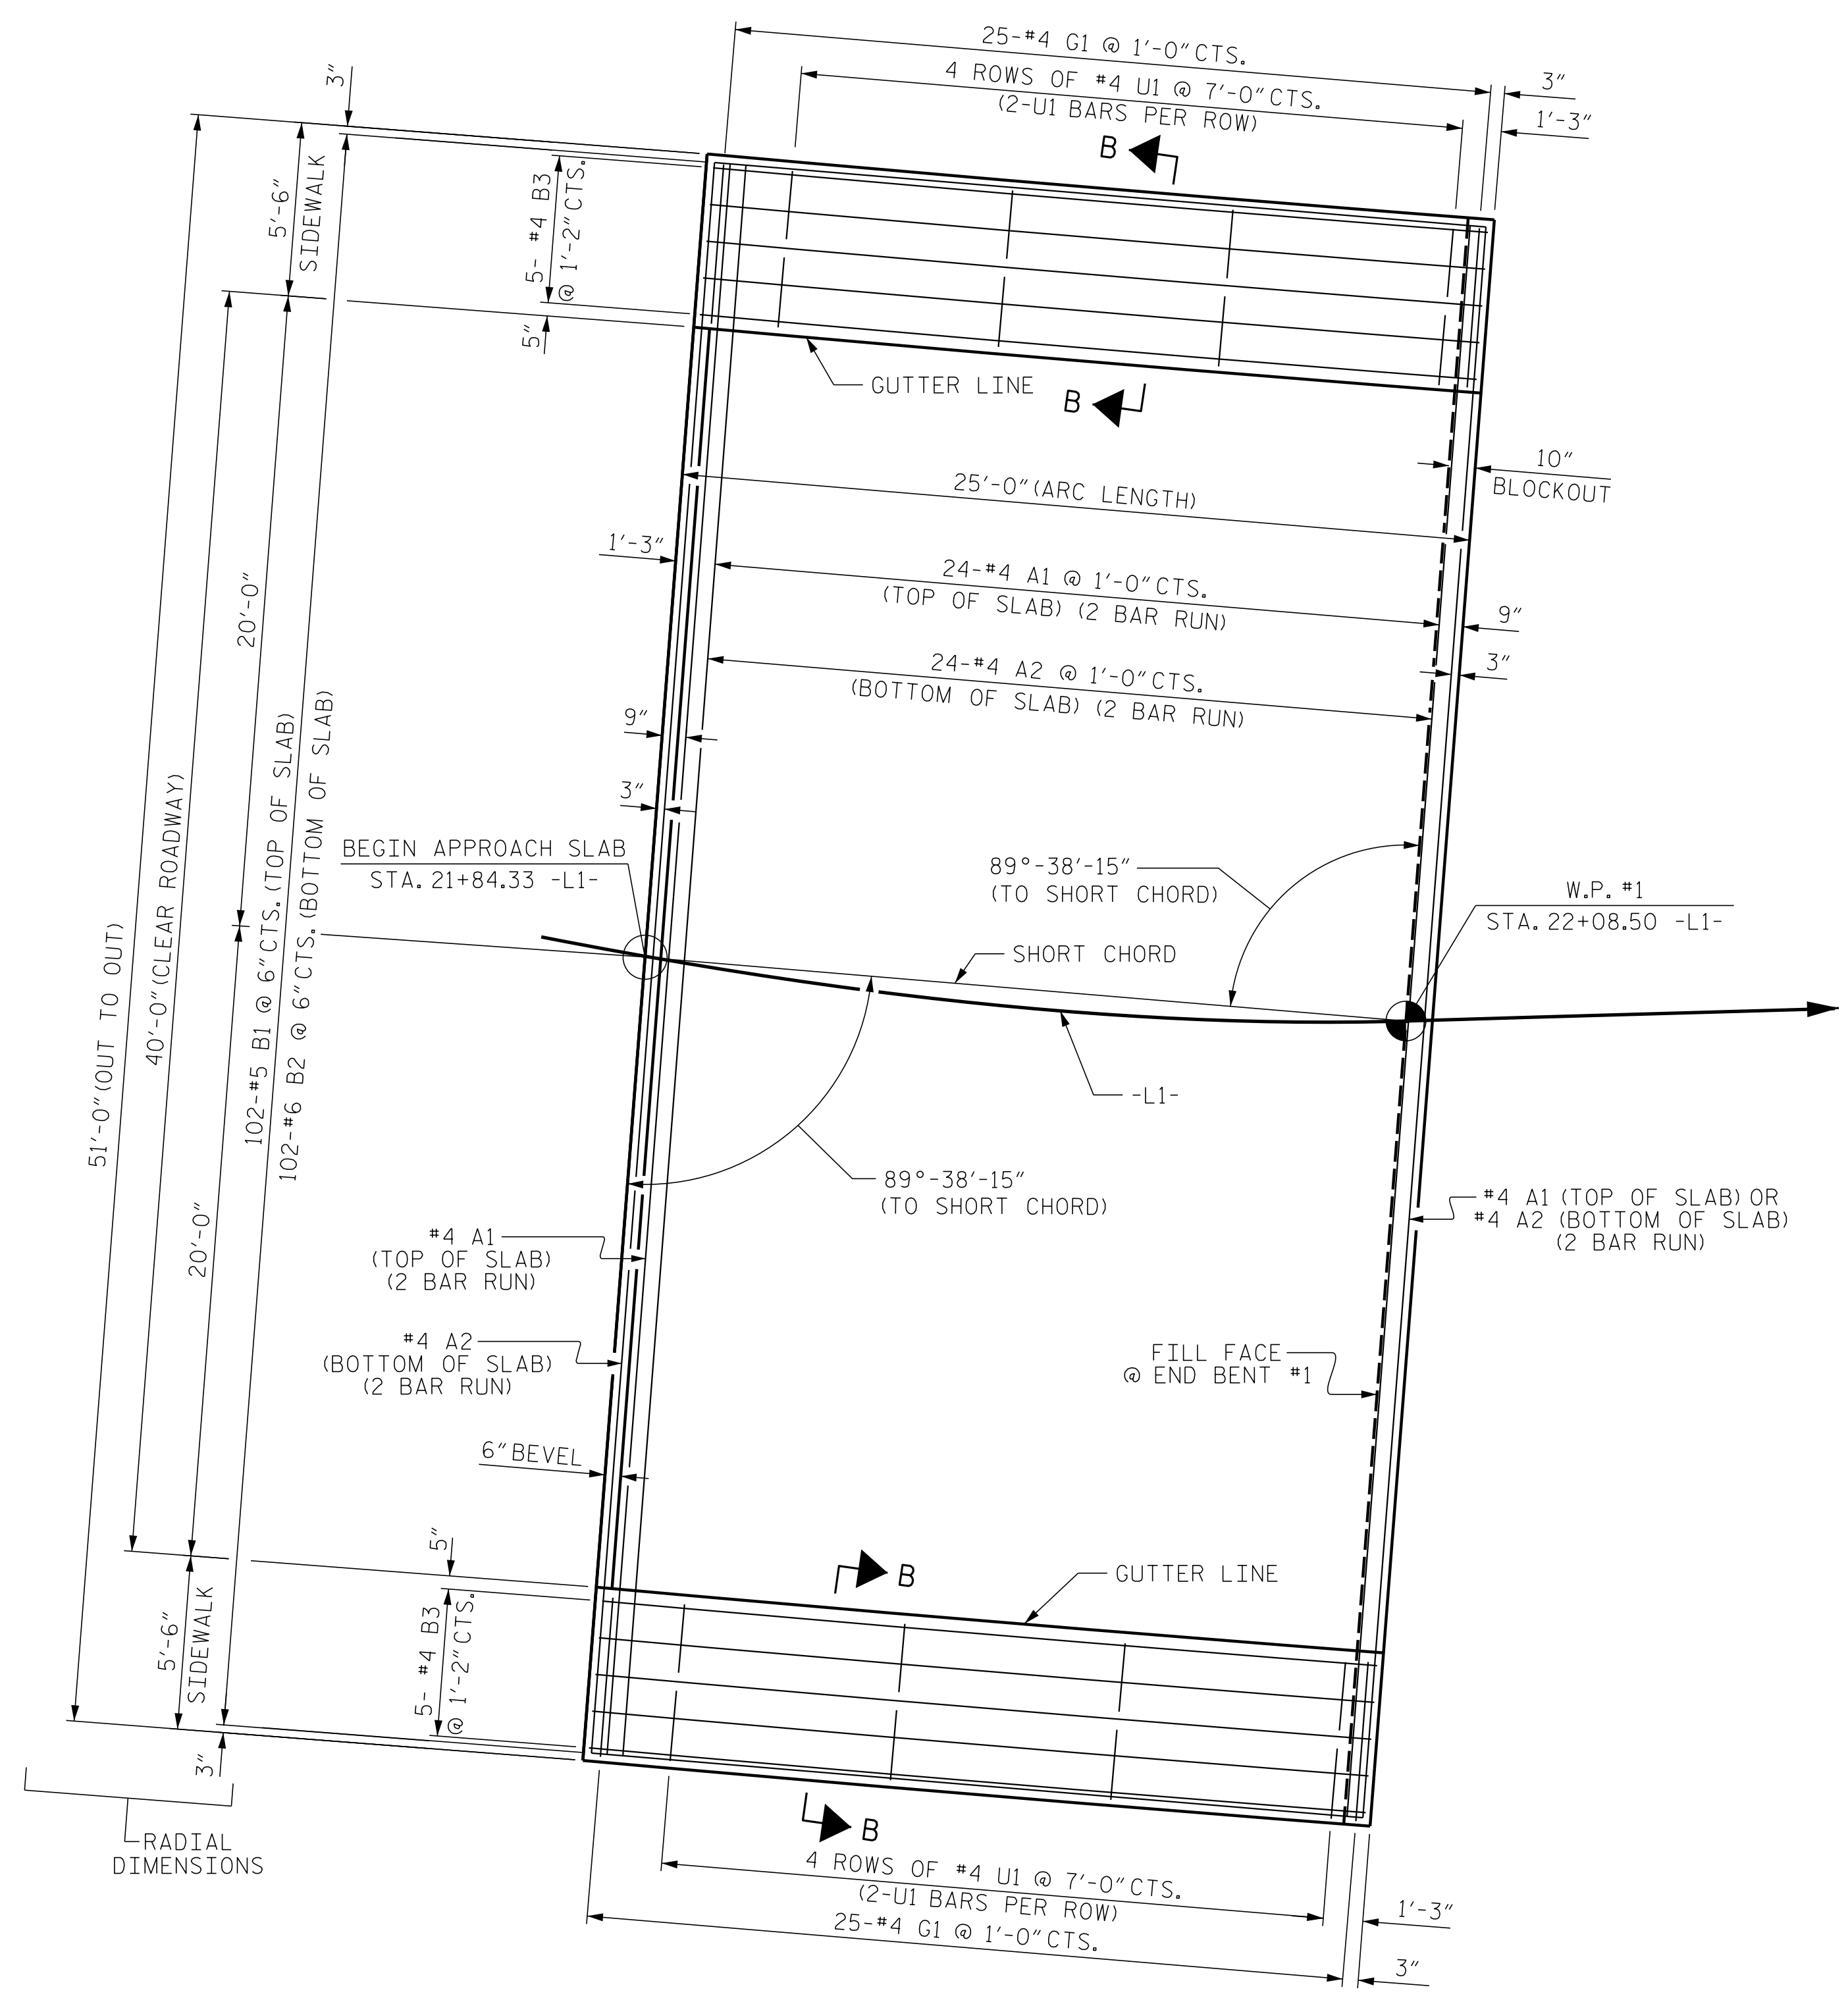 25-#4 G1 @ 1'-0" CTS.
4 ROWS OF #4 U1 @ 7'-0" CTS.
(2-U1 BARS PER ROW)
3"
1'-3"
3"
B
5'-6"
SIDEWALK
5- #4 B3
@ 1'-2" CTS.
5"
GUTTER LINE
B
10"
BLOCKOUT
25'-0" (ARC LENGTH)
1'-3"
24-#4 A1 @ 1'-0" CTS.
(TOP OF SLAB) (2 BAR RUN)
9"
3"
24-#4 A2 @ 1'-0" CTS.
(BOTTOM OF SLAB) (2 BAR RUN)
9"
3"
20'-0"
51'-0" (OUT TO OUT)
40'-0" (CLEAR ROADWAY)
102-#5 B1 @ 6" CTS. (TOP OF SLAB)
102-#6 B2 @ 6" CTS. (BOTTOM OF SLAB)
BEGIN APPROACH SLAB
STA. 21+84.33 -L1-
89°-38'-15"
(TO SHORT CHORD)
W.P. #1
STA. 22+08.50 -L1-
SHORT CHORD
-L1-
89°-38'-15"
(TO SHORT CHORD)
20'-0"
#4 A1
(TOP OF SLAB)
(2 BAR RUN)
#4 A1 (TOP OF SLAB) OR
#4 A2 (BOTTOM OF SLAB)
(2 BAR RUN)
#4 A2
(BOTTOM OF SLAB)
(2 BAR RUN)
FILL FACE
@ END BENT #1
6" BEVEL
5"
B
GUTTER LINE
5'-6"
SIDEWALK
5- #4 B3
@ 1'-2" CTS.
3"
RADIAL
DIMENSIONS
B
4 ROWS OF #4 U1 @ 7'-0" CTS.
(2-U1 BARS PER ROW)
25-#4 G1 @ 1'-0" CTS.
1'-3"
3"